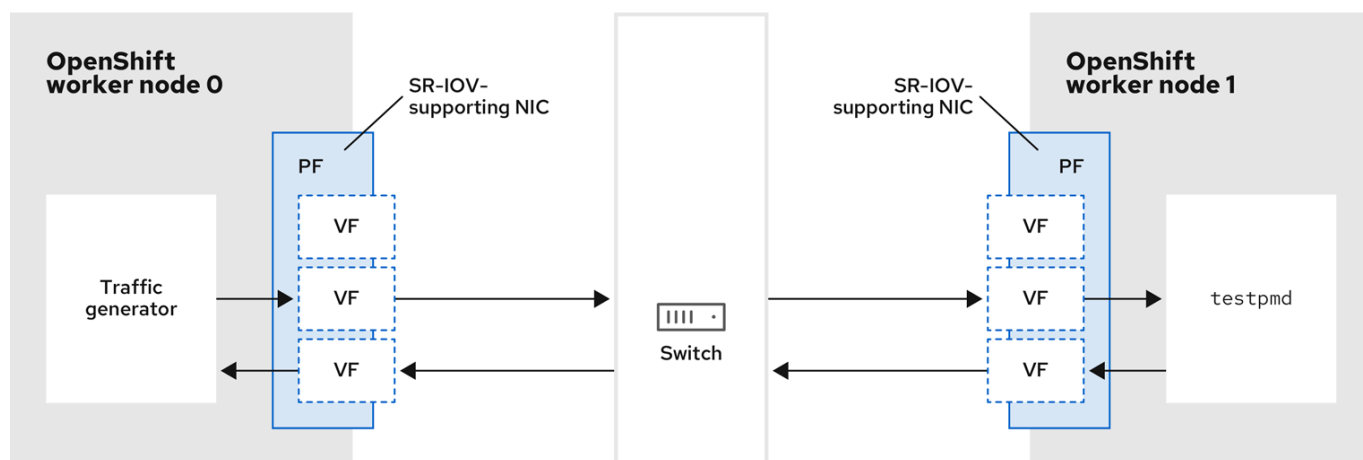 OpenShift
worker node 0
SR-IOV-
supporting NIC
PF
VF
VF
VF
Traffic
generator
Switch
SR-IOV-
supporting NIC
OpenShift
worker node 1
PF
VF
VF
VF
testpmd